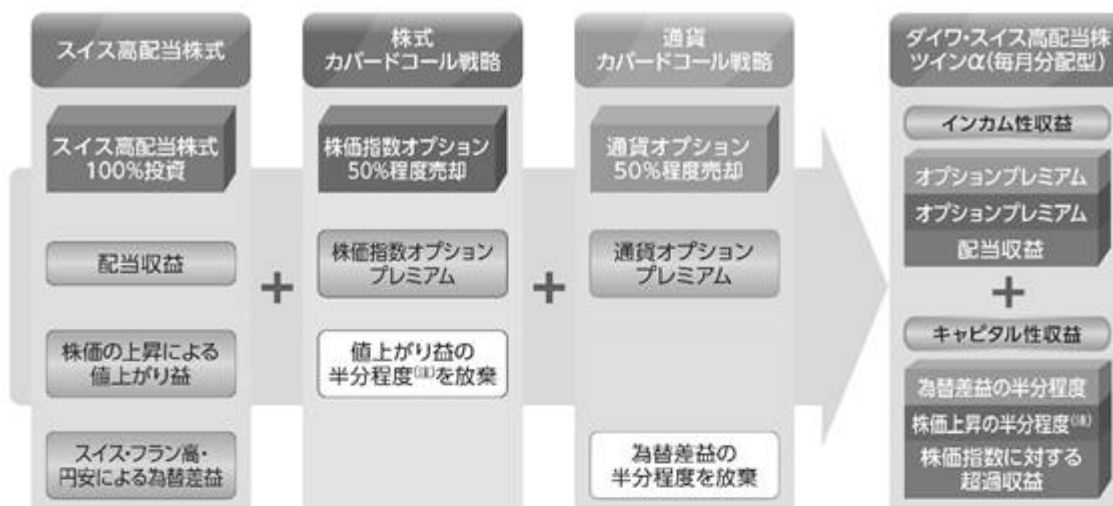 スイス高配当株式
スイス高配当株式
100%投資
配当収益
株価の上昇による
値上がり益
スイス・フラン高・
円安による為替差益
+
株式
カバードコール戦略
株価指数オプション
50%程度売却
株価指数オプション
プレミアム
値上がり益の
半分程度(注)を放棄
+
通貨
カバードコール戦略
通貨オプション
50%程度売却
通貨オプション
プレミアム
為替差益の
半分程度を放棄
ダイワ・スイス高配当株
ツインα(毎月分配型)
インカム性収益
オプションプレミアム
オプションプレミアム
配当収益
+
キャピタル性収益
為替差益の半分程度
株価上昇の半分程度(注)
株価指数に対する
超過収益